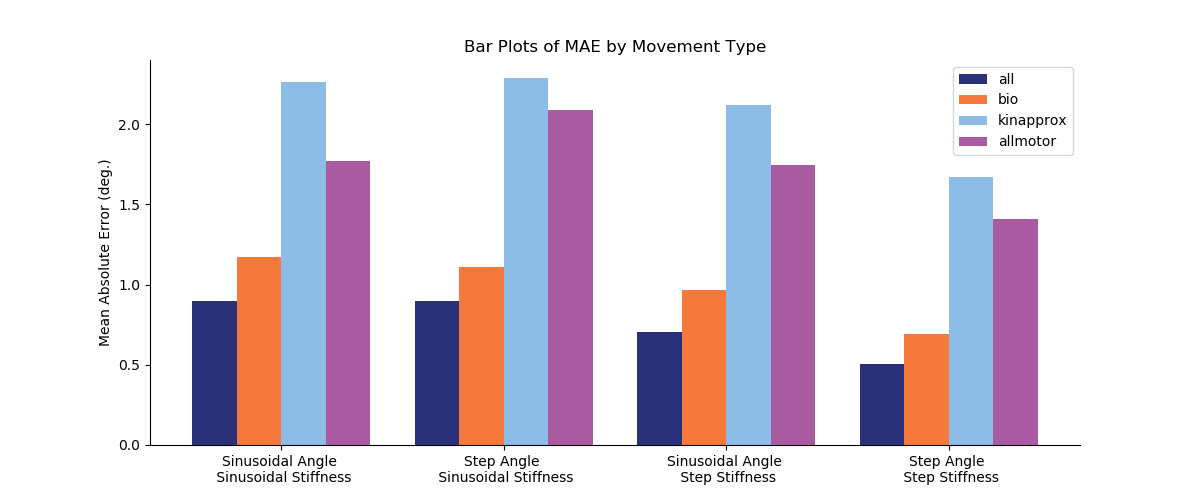 Bar Plots of MAE by Movement Type
Mean Absolute Error (deg.)
2.0
1.5
1.0
0.5
0.0
all
bio
kinapprox
allmotor
Sinusoidal Angle
Sinusoidal Stiffness
Step Angle
Sinusoidal Stiffness
Sinusoidal Angle
Step Stiffness
Step Angle
Step Stiffness